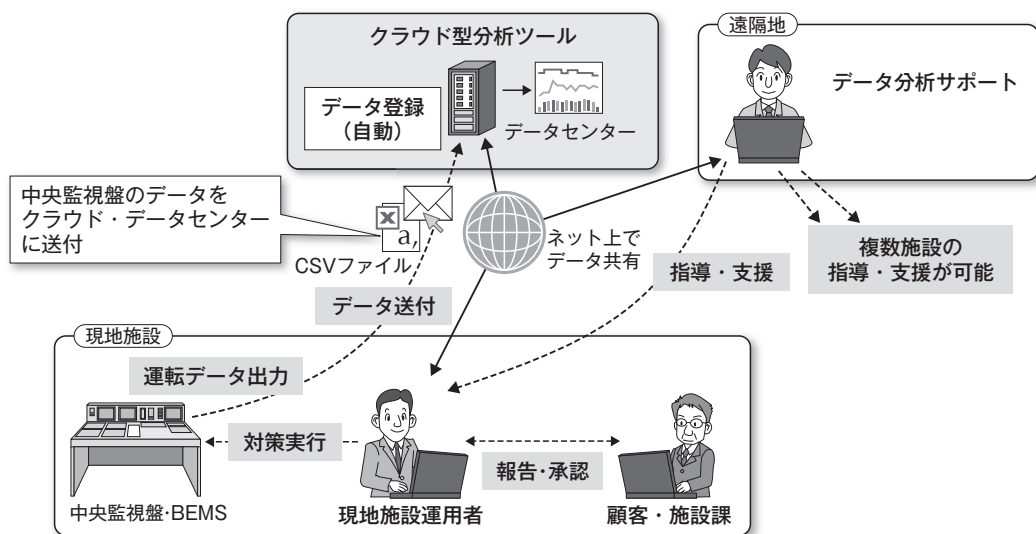 クラウド型分析ツール
データ登録
（自動）
データセンター
遠隔地
データ分析サポート
中央監視盤のデータを
クラウド・データセンター
に送付
X
a,
CSVファイル
ネット上で
データ共有
データ送付
指導・支援
複数施設の
指導・支援が可能
現地施設
運転データ出力
対策実行
報告・承認
中央監視盤・BEMS
現地施設運用者
顧客・施設課